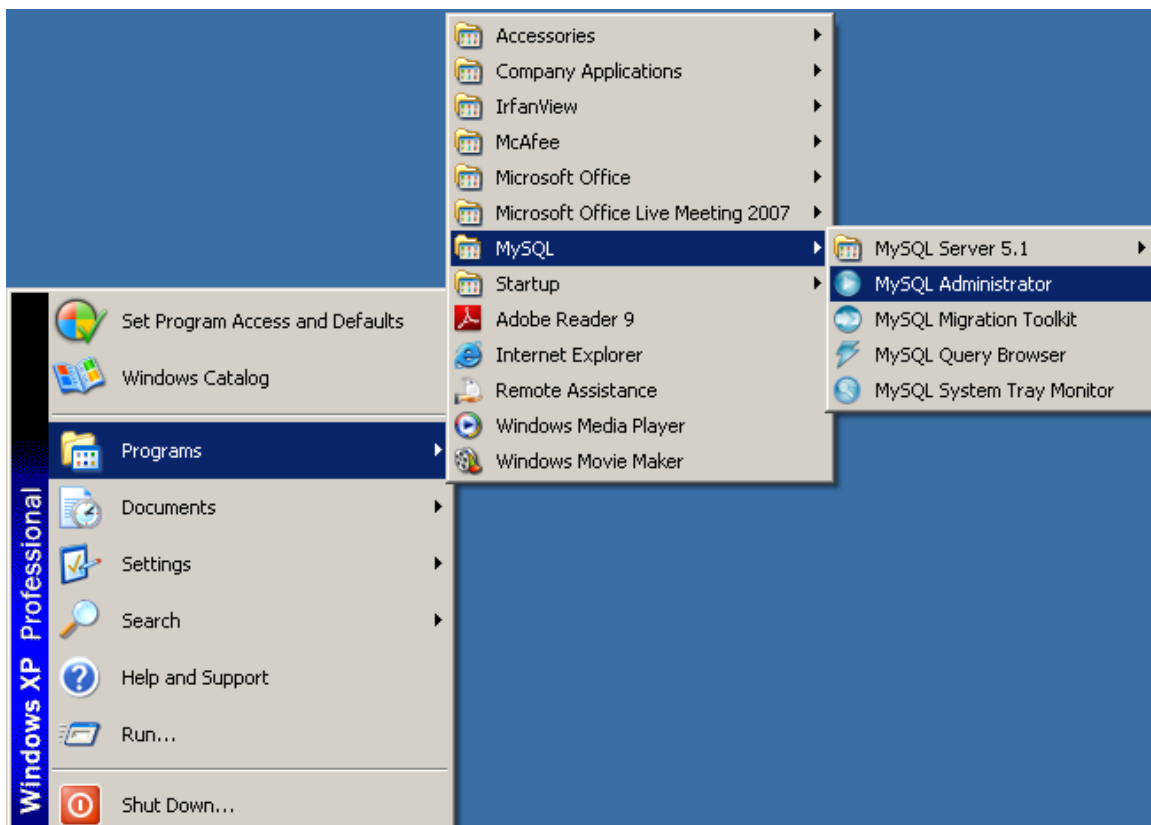 Accessories
Company Applications
IrfanView
McAfee
Microsoft Office
Microsoft Office Live Meeting 2007
MySQL
Startup
Adobe Reader 9
Internet Explorer
Remote Assistance
Windows Media Player
Windows Movie Maker
MySQL Server 5.1
MySQL Administrator
MySQL Migration Toolkit
MySQL Query Browser
MySQL System Tray Monitor
Set Program Access and Defaults
Windows Catalog
Programs
Documents
Settings
Search
Help and Support
Run...
Shut Down...
Windows XP Professional